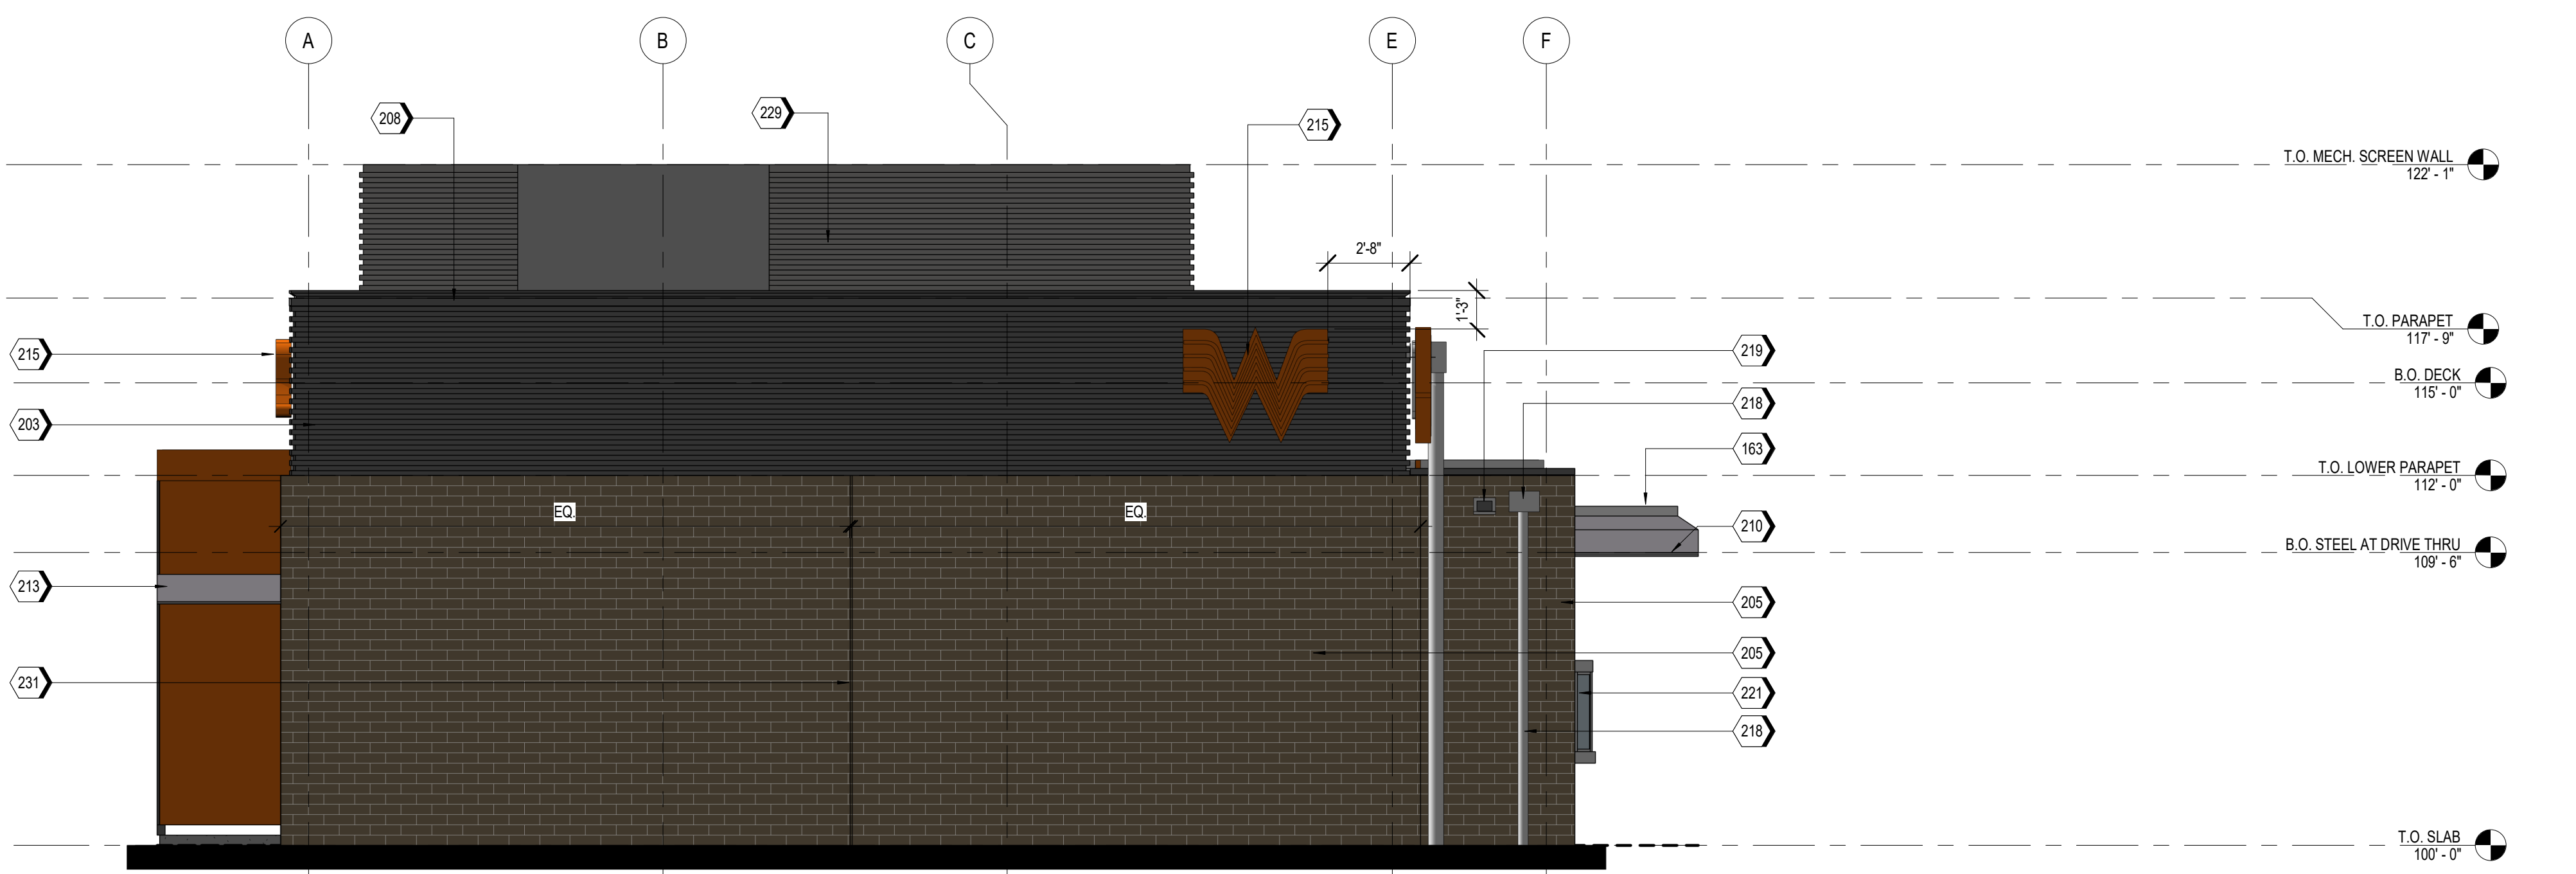 A
B
C
E
F
208
229
215
T.O. MECH. SCREEN WALL
122' - 1"
2'-8"
1'-3"
T.O. PARAPET
117' - 9"
215
219
B.O. DECK
115' - 0"
218
203
163
T.O. LOWER PARAPET
112' - 0"
EQ.
EQ.
210
B.O. STEEL AT DRIVE THRU
109' - 6"
213
205
205
231
221
218
T.O. SLAB
100' - 0"